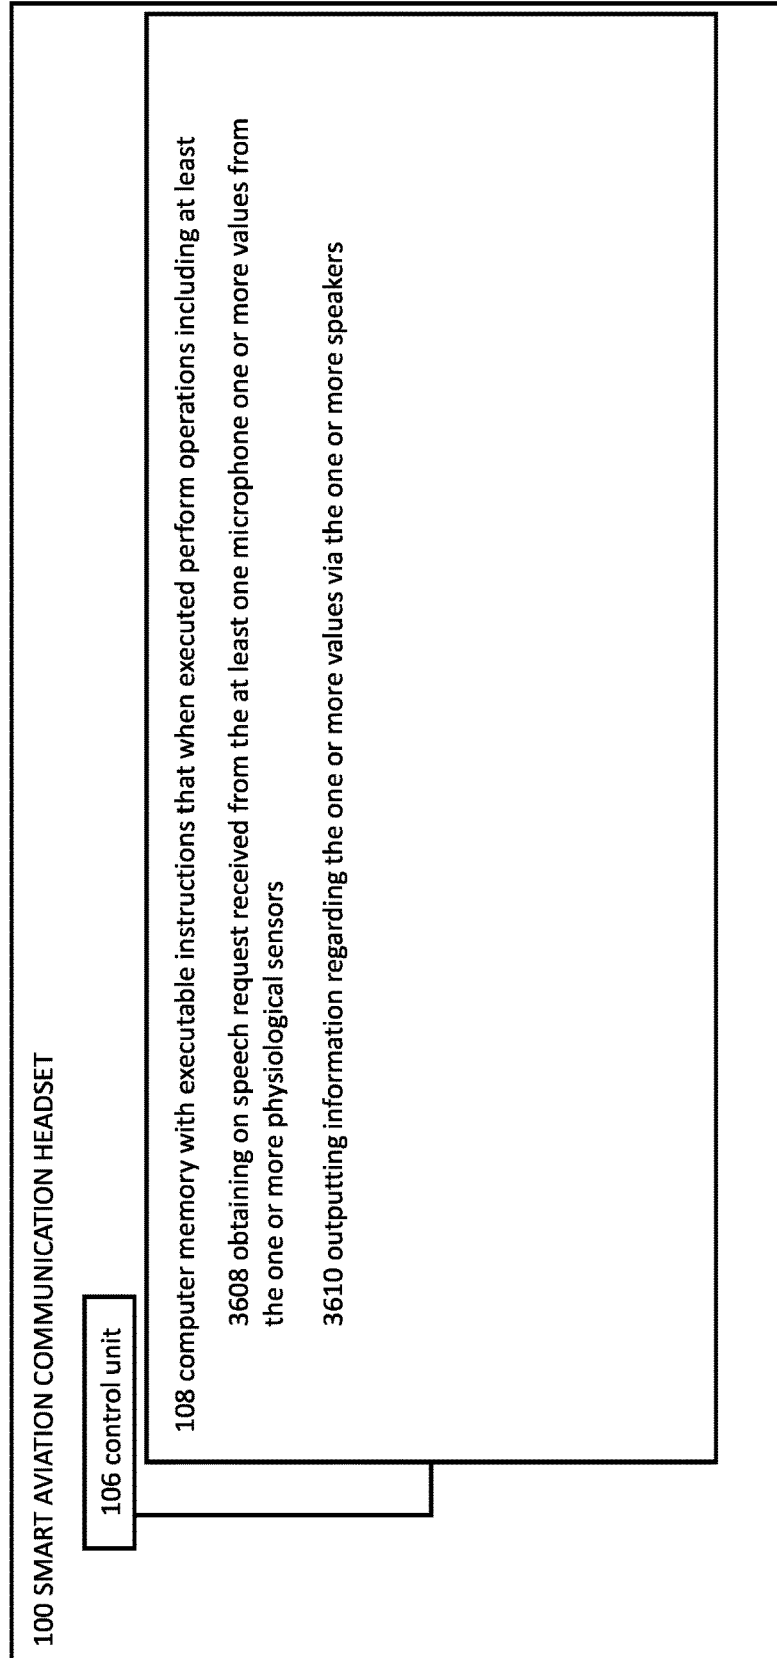 100 SMART AVIATION COMMUNICATION HEADSET
106 control unit
108 computer memory with executable instructions that when executed perform operations including at least
3608 obtaining on speech request received from the at least one microphone one or more values from
the one or more physiological sensors
3610 outputting information regarding the one or more values via the one or more speakers